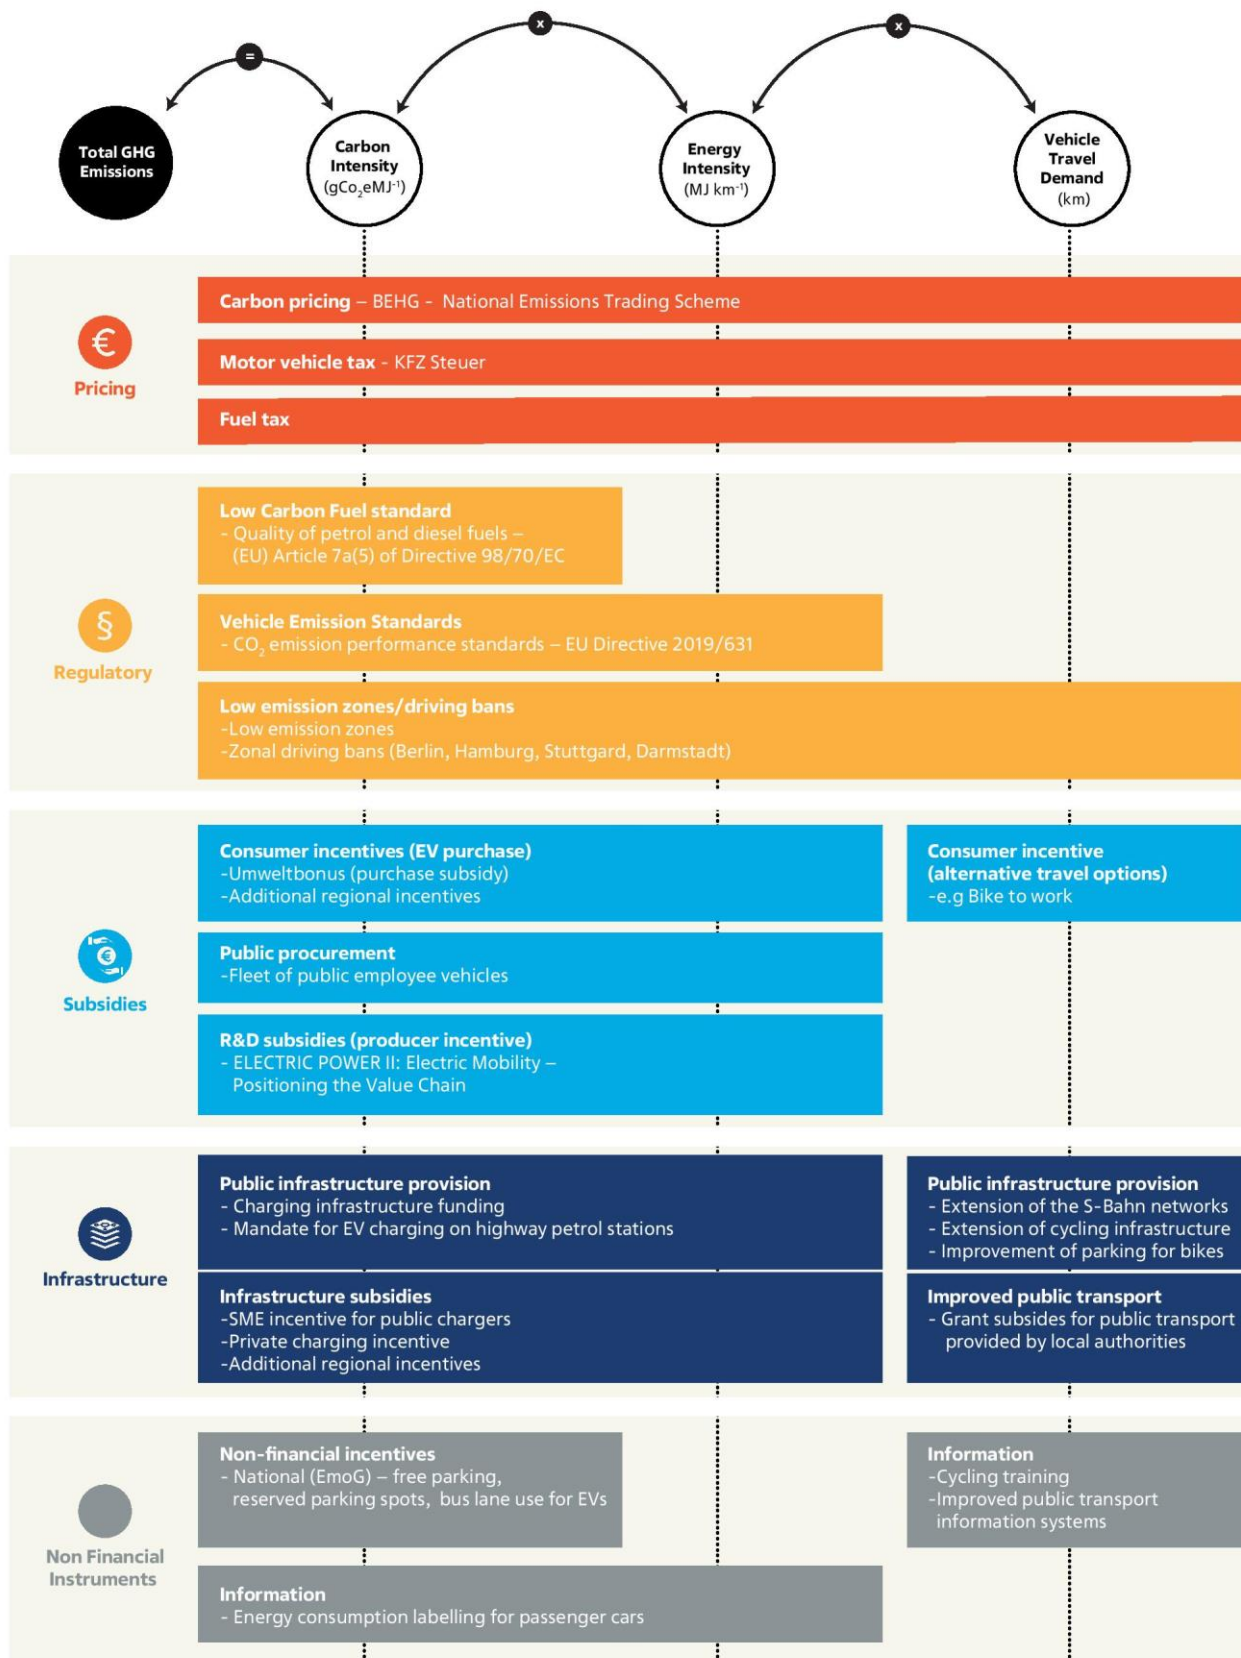 =
x
x
Total GHG
Emissions
Carbon
Intensity
(gCo₂eMJ⁻¹)
Energy
Intensity
(MJ km⁻¹)
Vehicle
Travel
Demand
(km)
€
Pricing
Carbon pricing – BEHG - National Emissions Trading Scheme
Motor vehicle tax - KFZ Steuer
Fuel tax
§
Regulatory
Low Carbon Fuel standard
- Quality of petrol and diesel fuels –
(EU) Article 7a(5) of Directive 98/70/EC
Vehicle Emission Standards
- CO₂ emission performance standards – EU Directive 2019/631
Low emission zones/driving bans
-Low emission zones
-Zonal driving bans (Berlin, Hamburg, Stuttgard, Darmstadt)
€
Subsidies
Consumer incentives (EV purchase)
-Umweltbonus (purchase subsidy)
-Additional regional incentives
Consumer incentive
(alternative travel options)
-e.g Bike to work
Public procurement
-Fleet of public employee vehicles
R&D subsidies (producer incentive)
- ELECTRIC POWER II: Electric Mobility –
Positioning the Value Chain
Infrastructure
Public infrastructure provision
- Charging infrastructure funding
- Mandate for EV charging on highway petrol stations
Public infrastructure provision
- Extension of the S-Bahn networks
- Extension of cycling infrastructure
- Improvement of parking for bikes
Infrastructure subsidies
-SME incentive for public chargers
-Private charging incentive
-Additional regional incentives
Improved public transport
- Grant subsides for public transport
provided by local authorities
Non Financial
Instruments
Non-financial incentives
- National (EmoG) – free parking,
reserved parking spots, bus lane use for EVs
Information
-Cycling training
-Improved public transport
information systems
Information
- Energy consumption labelling for passenger cars